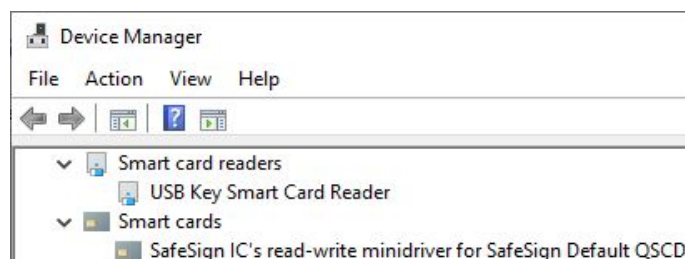 Device Manager
File Action View Help
Smart card readers
USB Key Smart Card Reader
Smart cards
SafeSign IC's read-write minidriver for SafeSign Default QSCD